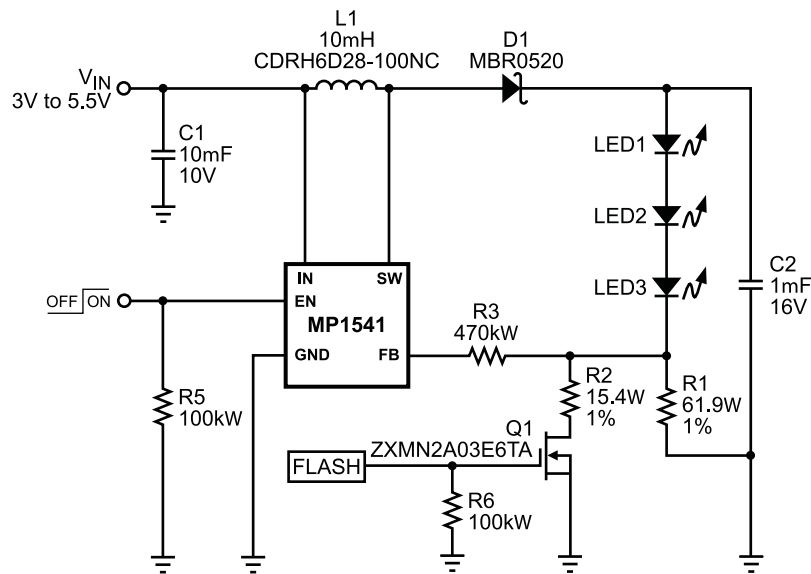 L1
10mH
CDRH6D28-100NC
D1
MBR0520
VIN
3V to 5.5V
C1
10mF
10V
LED1
LED2
LED3
C2
1mF
16V
IN
SW
EN
MP1541
GND
FB
OFF ON
R3
470kW
R5
100kW
R2
15.4W
1%
R1
61.9W
1%
Q1
ZXMN2A03E6TA
FLASH
R6
100kW